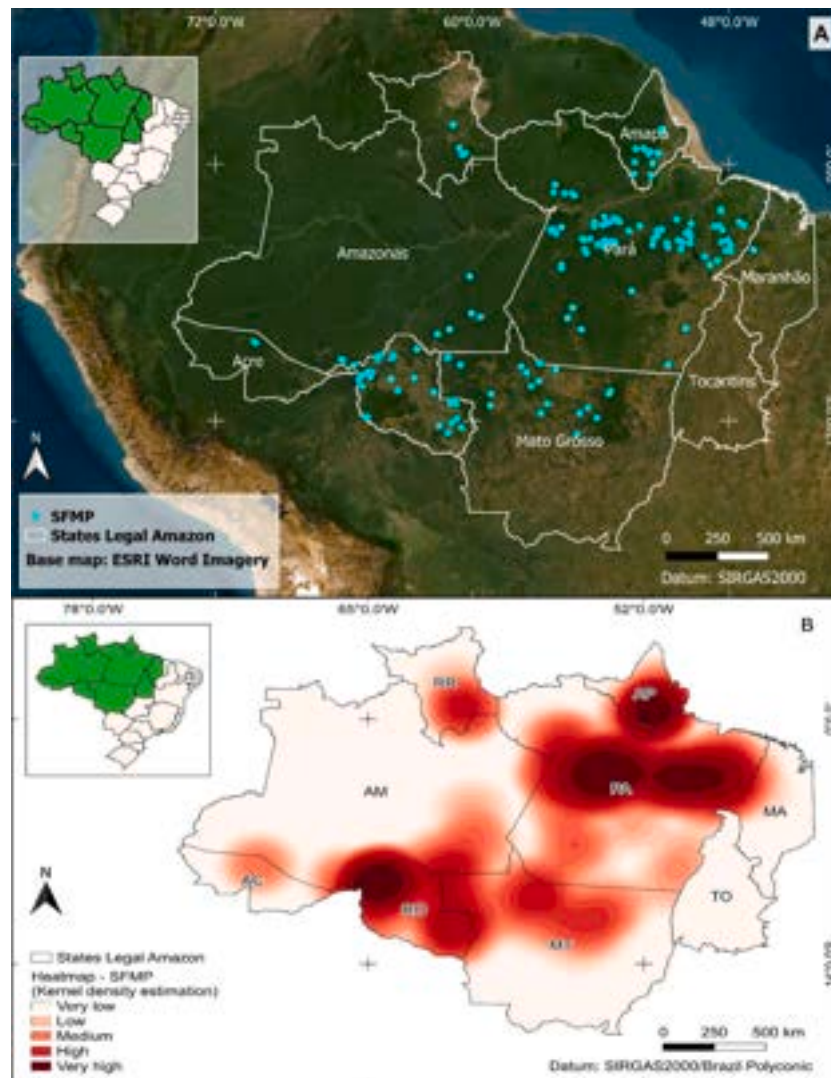 72°0.0'W 60°0.0'W 48°0.0'W
A
Amapá
Amazonas
Pará
Maranhão
Acre
Tocantins
Mato Grosso
N
SFMP
States Legal Amazon
Base map: ESRI Word Imagery
0 250 500 km
Datum: SIRGAS2000
78°0.0'W 65°0.0'W 52°0.0'W
B
RR
AP
AM
PA
MA
AC
TO
RO
MT
N
States Legal Amazon
Heatmap - SFMP
(Kernel density estimation)
Very low
Low
Medium
High
Very high
0 250 500 km
Datum: SIRGAS2000/Brazil Polyconic